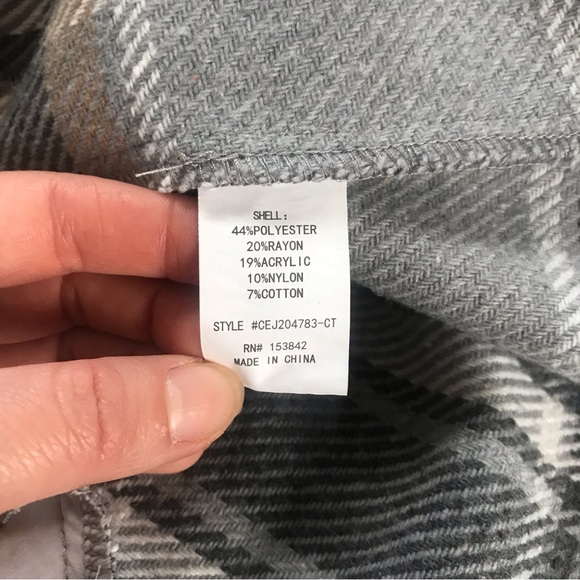 SHELL:
44%POLYESTER
20%RAYON
19%ACRYLIC
10%NYLON
7%COTTON
STYLE #CEJ204783-CT
RN# 153842
MADE IN CHINA